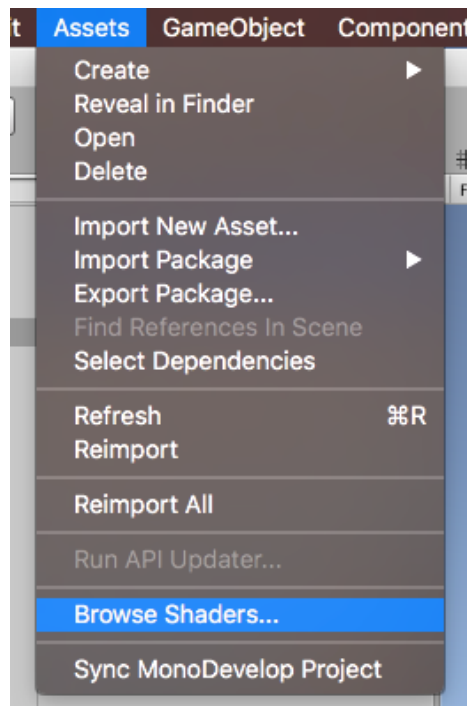 Assets GameObject Component
Create
Reveal in Finder
Open
Delete
Import New Asset...
Import Package
Export Package...
Find References In Scene
Select Dependencies
Refresh ⌘R
Reimport
Reimport All
Run API Updater...
Browse Shaders...
Sync MonoDevelop Project